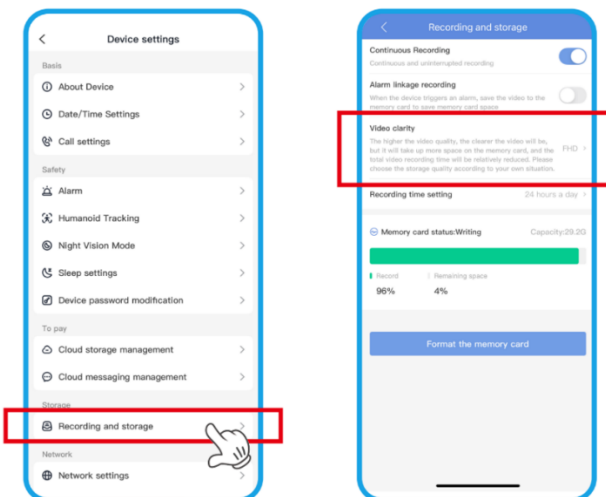 Device settings
Basis
About Device
Date/Time Settings
Call settings
Safety
Alarm
Humanoid Tracking
Night Vision Mode
Sleep settings
Device password modification
To pay
Cloud storage management
Cloud messaging management
Storage
Recording and storage
Network
Network settings
Recording and storage
Continuous Recording
Continuous and uninterrupted recording
Alarm linkage recording
When the device triggers an alarm, save the video to the
memory card to save memory card space
Video clarity
The higher the video quality, the clearer the video will be,
but it will take up more space on the memory card, and the
total video recording time will be relatively reduced. Please
choose the storage quality according to your own situation.
FHD
Recording time setting 24 hours a day
Memory card status:Writing Capacity:29.2G
Record Remaining space
96% 4%
Format the memory card